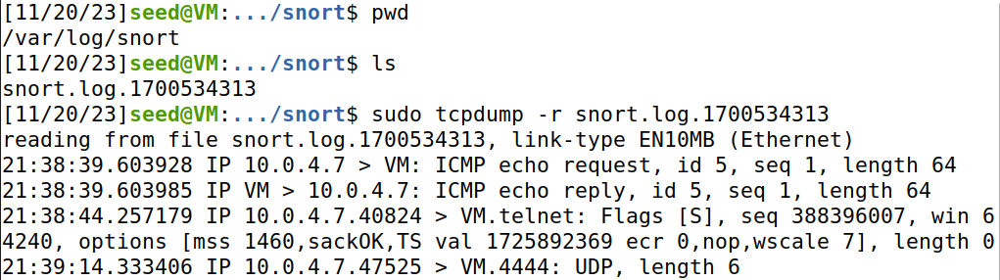 [11/20/23]seed@VM:.../snort$ pwd
/var/log/snort
[11/20/23]seed@VM:.../snort$ ls
snort.log.1700534313
[11/20/23]seed@VM:.../snort$ sudo tcpdump -r snort.log.1700534313
reading from file snort.log.1700534313, link-type EN10MB (Ethernet)
21:38:39.603928 IP 10.0.4.7 > VM: ICMP echo request, id 5, seq 1, length 64
21:38:39.603985 IP VM > 10.0.4.7: ICMP echo reply, id 5, seq 1, length 64
21:38:44.257179 IP 10.0.4.7.40824 > VM.telnet: Flags [S], seq 388396007, win 6
4240, options [mss 1460,sackOK,TS val 1725892369 ecr 0,nop,wscale 7], length 0
21:39:14.333406 IP 10.0.4.7.47525 > VM.4444: UDP, length 6